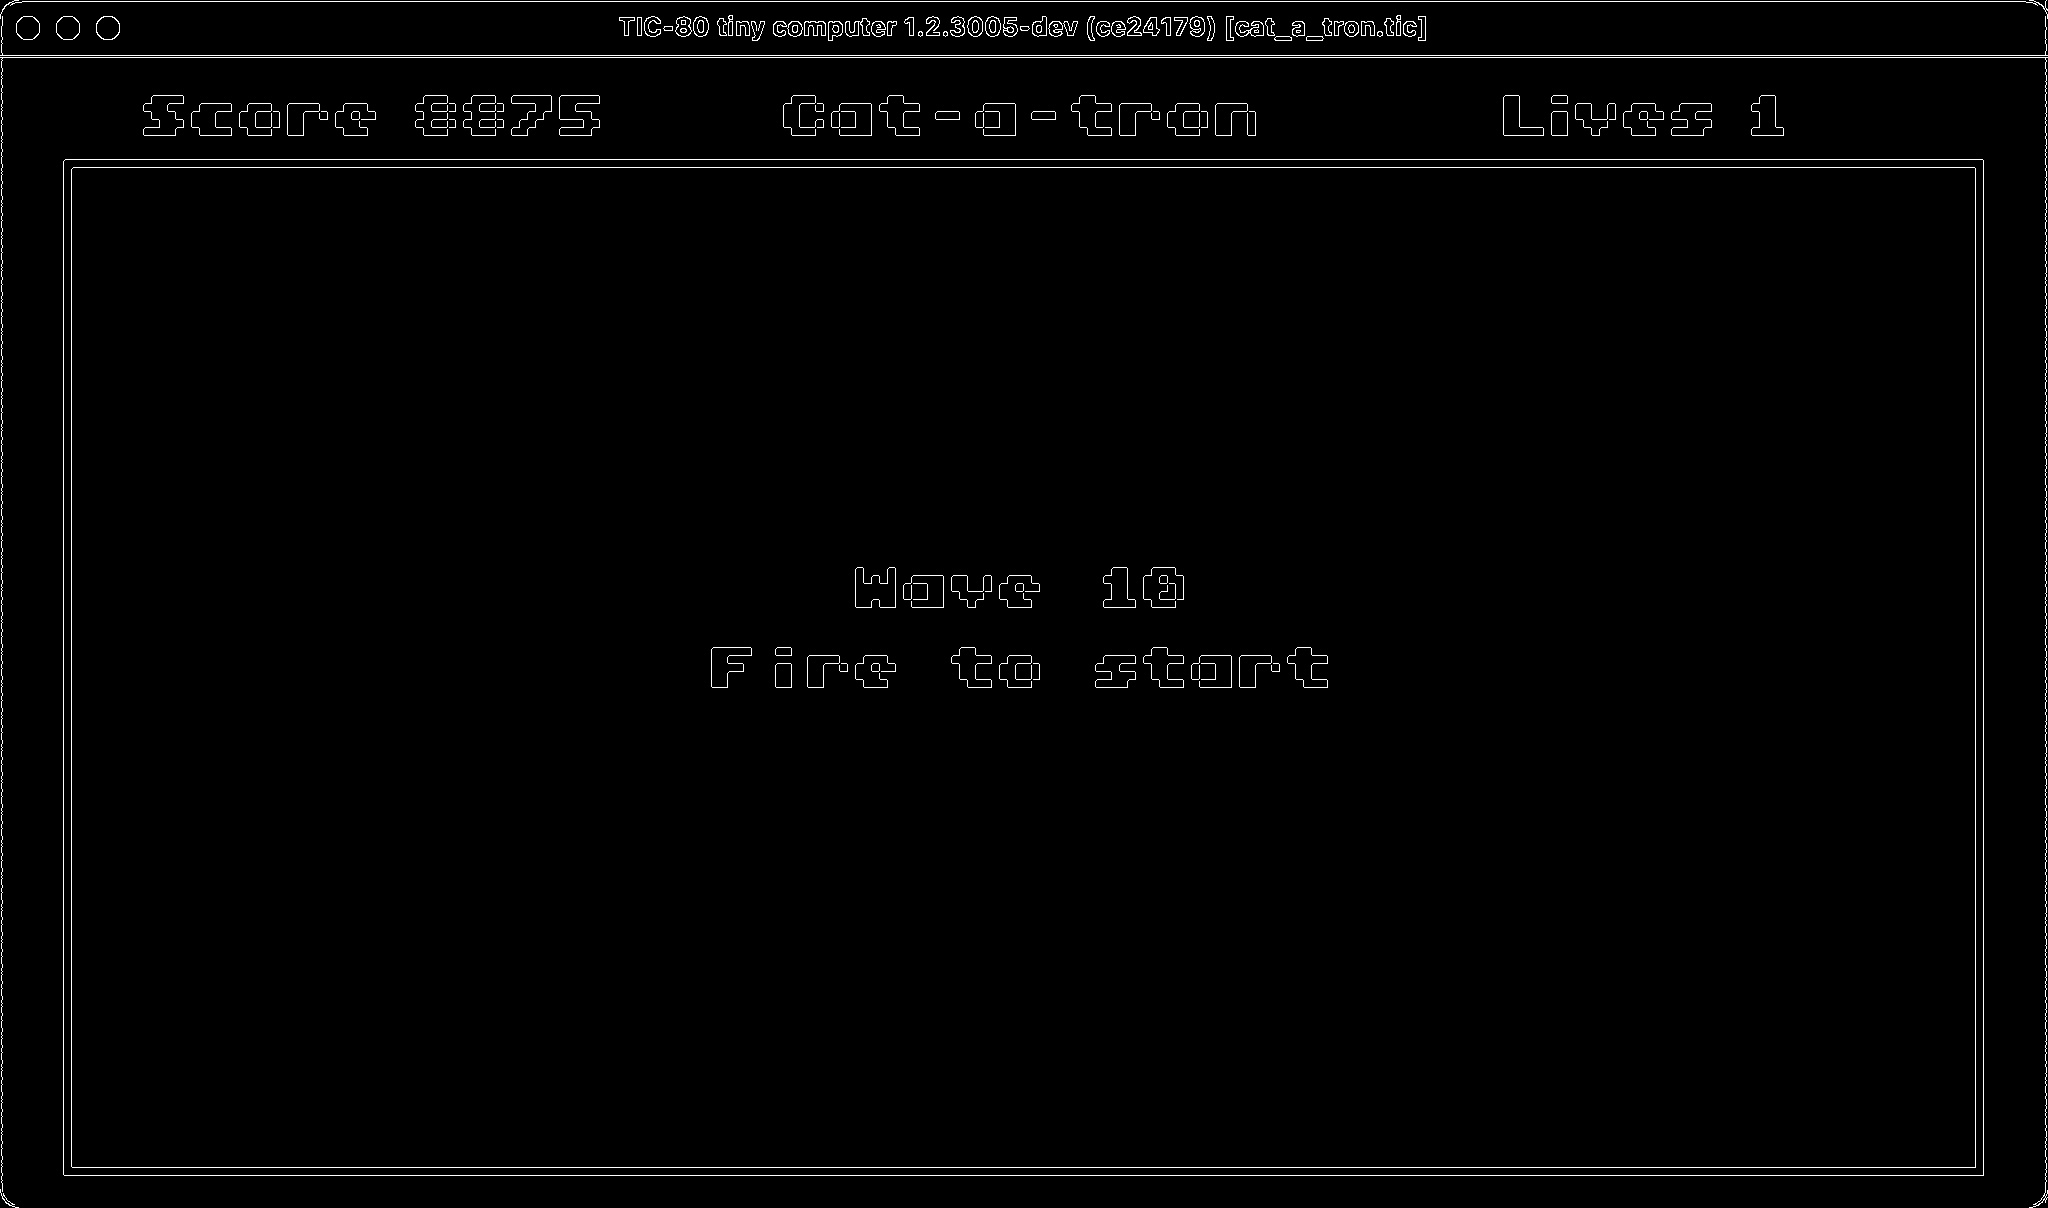 TIC-80 tiny computer 1.2.3005-dev (ce24179) [cat_a_tron.tic]
Score 8875 Cat-a-tron Lives 1
Wave 10
Fire to start